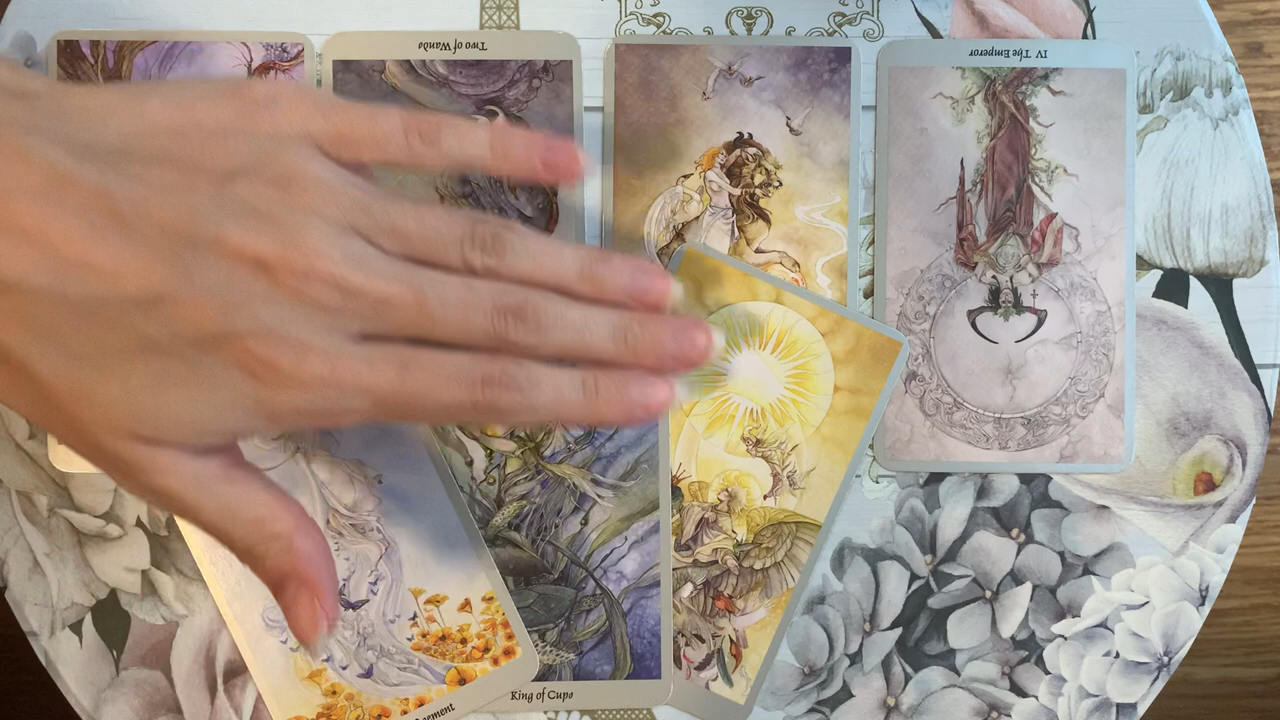 Two of Wands
IV The Emperor
King of Cups